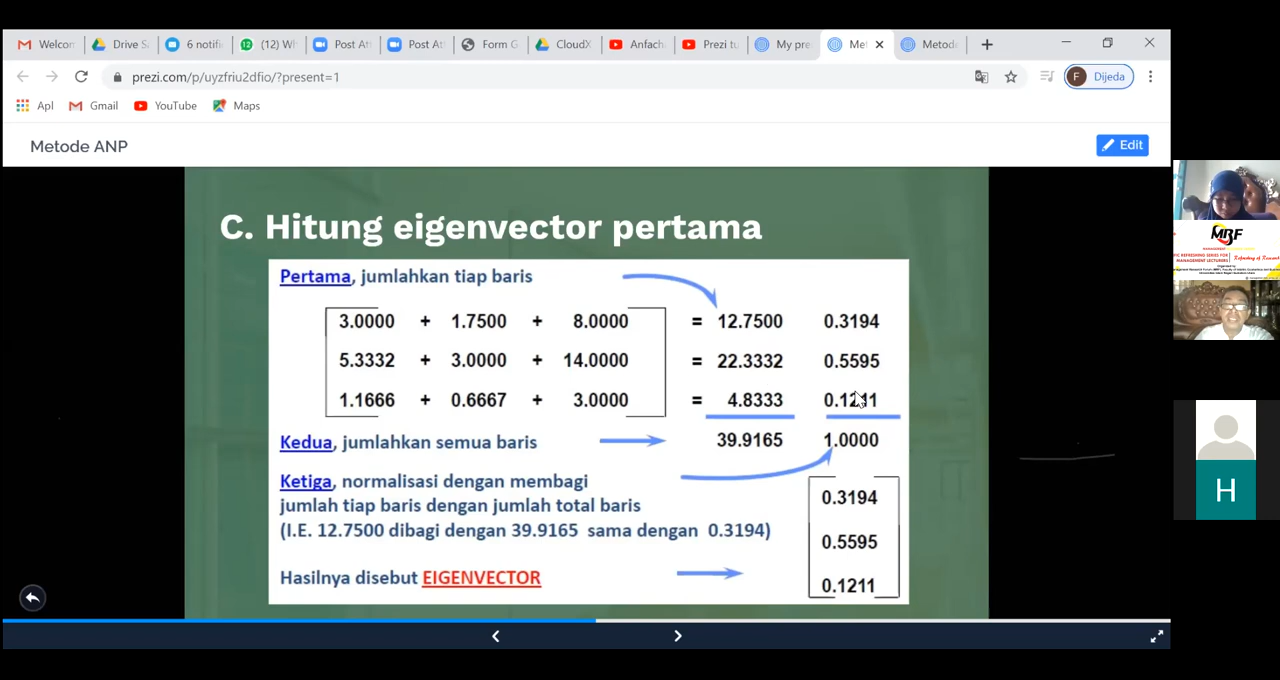 Welcon
Drive Sa
6 notifi
(12) Wh
Post At
Post At
Form G
CloudX
Anfach
Prezi tu
My pre
Met
Metoda
prezi.com/p/uyzfriu2dfio/?present=1
F Dijeda
Apl Gmail YouTube Maps
Metode ANP
Edit
C. Hitung eigenvector pertama
Pertama, jumlahkan tiap baris
3.0000 + 1.7500 + 8.0000 = 12.7500 0.3194
5.3332 + 3.0000 + 14.0000 = 22.3332 0.5595
1.1666 + 0.6667 + 3.0000 = 4.8333 0.1211
Kedua, jumlahkan semua baris 39.9165 1.0000
Ketiga, normalisasi dengan membagi
jumlah tiap baris dengan jumlah total baris
(I.E. 12.7500 dibagi dengan 39.9165 sama dengan 0.3194)
0.3194
0.5595
0.1211
Hasilnya disebut EIGENVECTOR
MRF
H